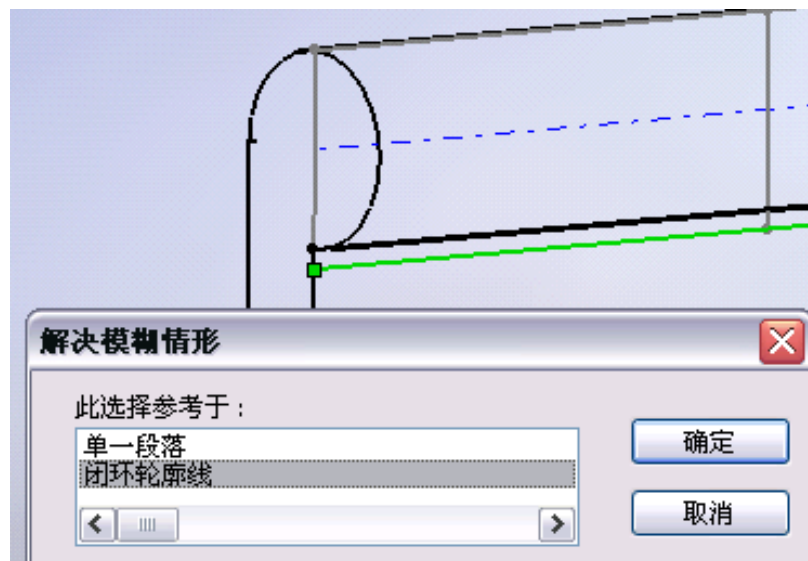 解决模糊情形
此选择参考于：
单一段落
闭环轮廓线
确定
取消